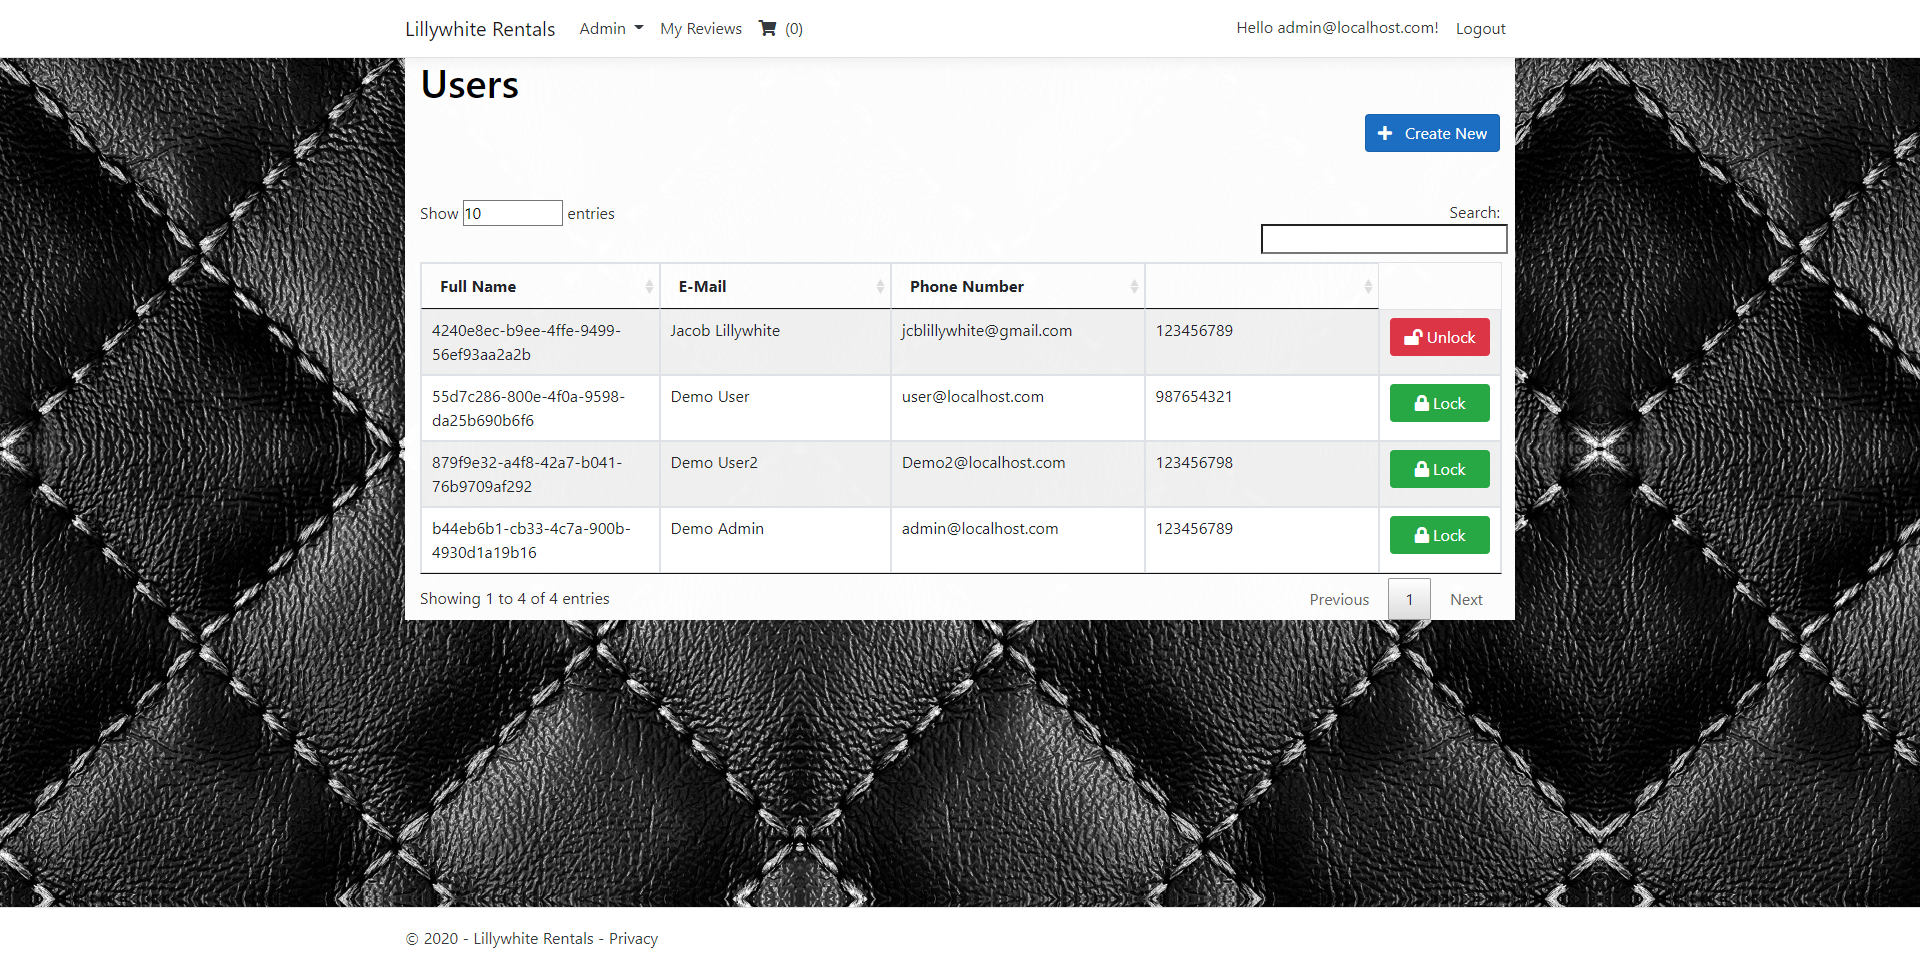 Lillywhite Rentals Admin My Reviews (0) Hello admin@localhost.com! Logout
Users
Create New
Show 10 entries
Search:
Full Name E-Mail Phone Number
4240e8ec-b9ee-4ffe-9499-
56ef93aa2a2b
Jacob Lillywhite
jcblillywhite@gmail.com
123456789
Unlock
55d7c286-800e-4f0a-9598-
da25b690b6f6
Demo User
user@localhost.com
987654321
Lock
879f9e32-a4f8-42a7-b041-
76b9709af292
Demo User2
Demo2@localhost.com
123456798
Lock
b44eb6b1-cb33-4c7a-900b-
4930d1a19b16
Demo Admin
admin@localhost.com
123456789
Lock
Showing 1 to 4 of 4 entries
Previous 1 Next
© 2020 - Lillywhite Rentals - Privacy